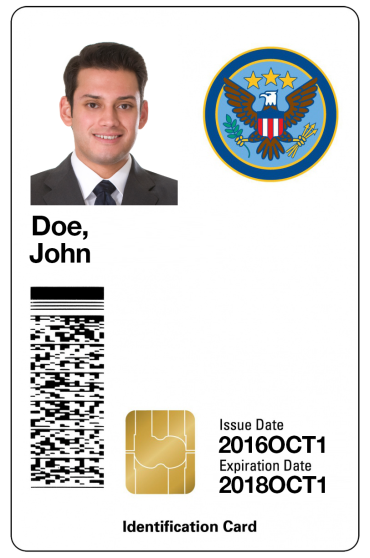 Doe,
John
Issue Date
2016OCT1
Expiration Date
2018OCT1
Identification Card